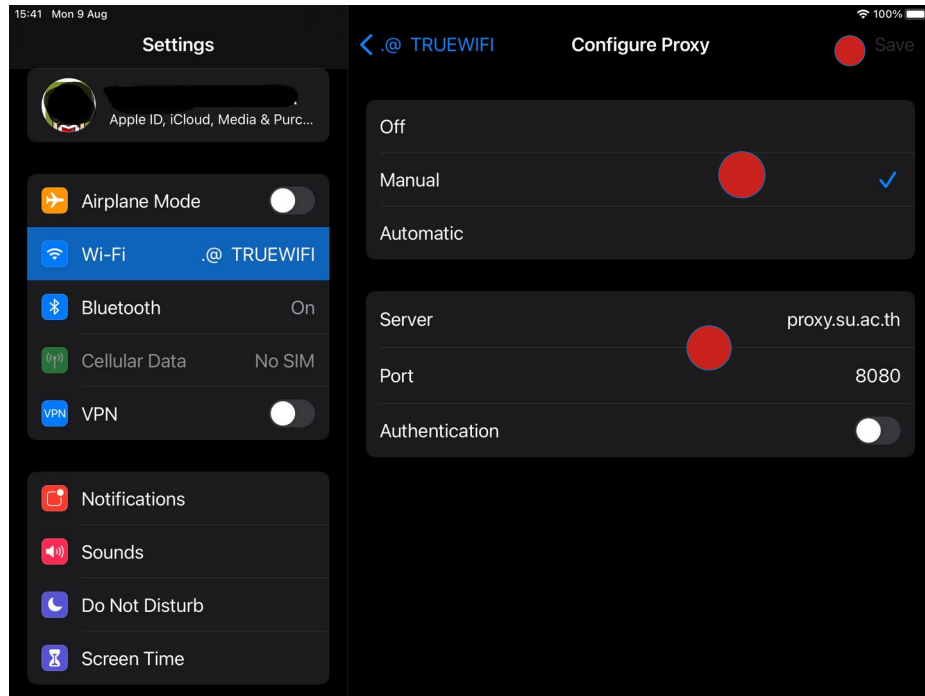 15:41 Mon 9 Aug
100%
Settings
Apple ID, iCloud, Media & Purc...
Airplane Mode
Wi-Fi .@ TRUEWIFI
Bluetooth On
Cellular Data No SIM
VPN VPN
Notifications
Sounds
Do Not Disturb
Screen Time
.@ TRUEWIFI Configure Proxy Save
Off
Manual
Automatic
Server proxy.su.ac.th
Port 8080
Authentication